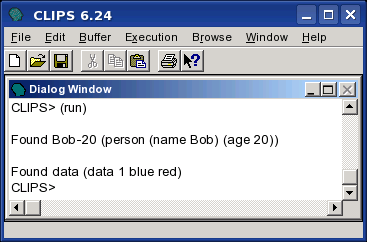 CLIPS 6.24
File Edit Buffer Execution Browse Window Help
Dialog Window
CLIPS> (run)
Found Bob-20 (person (name Bob) (age 20))
Found data (data 1 blue red)
CLIPS>